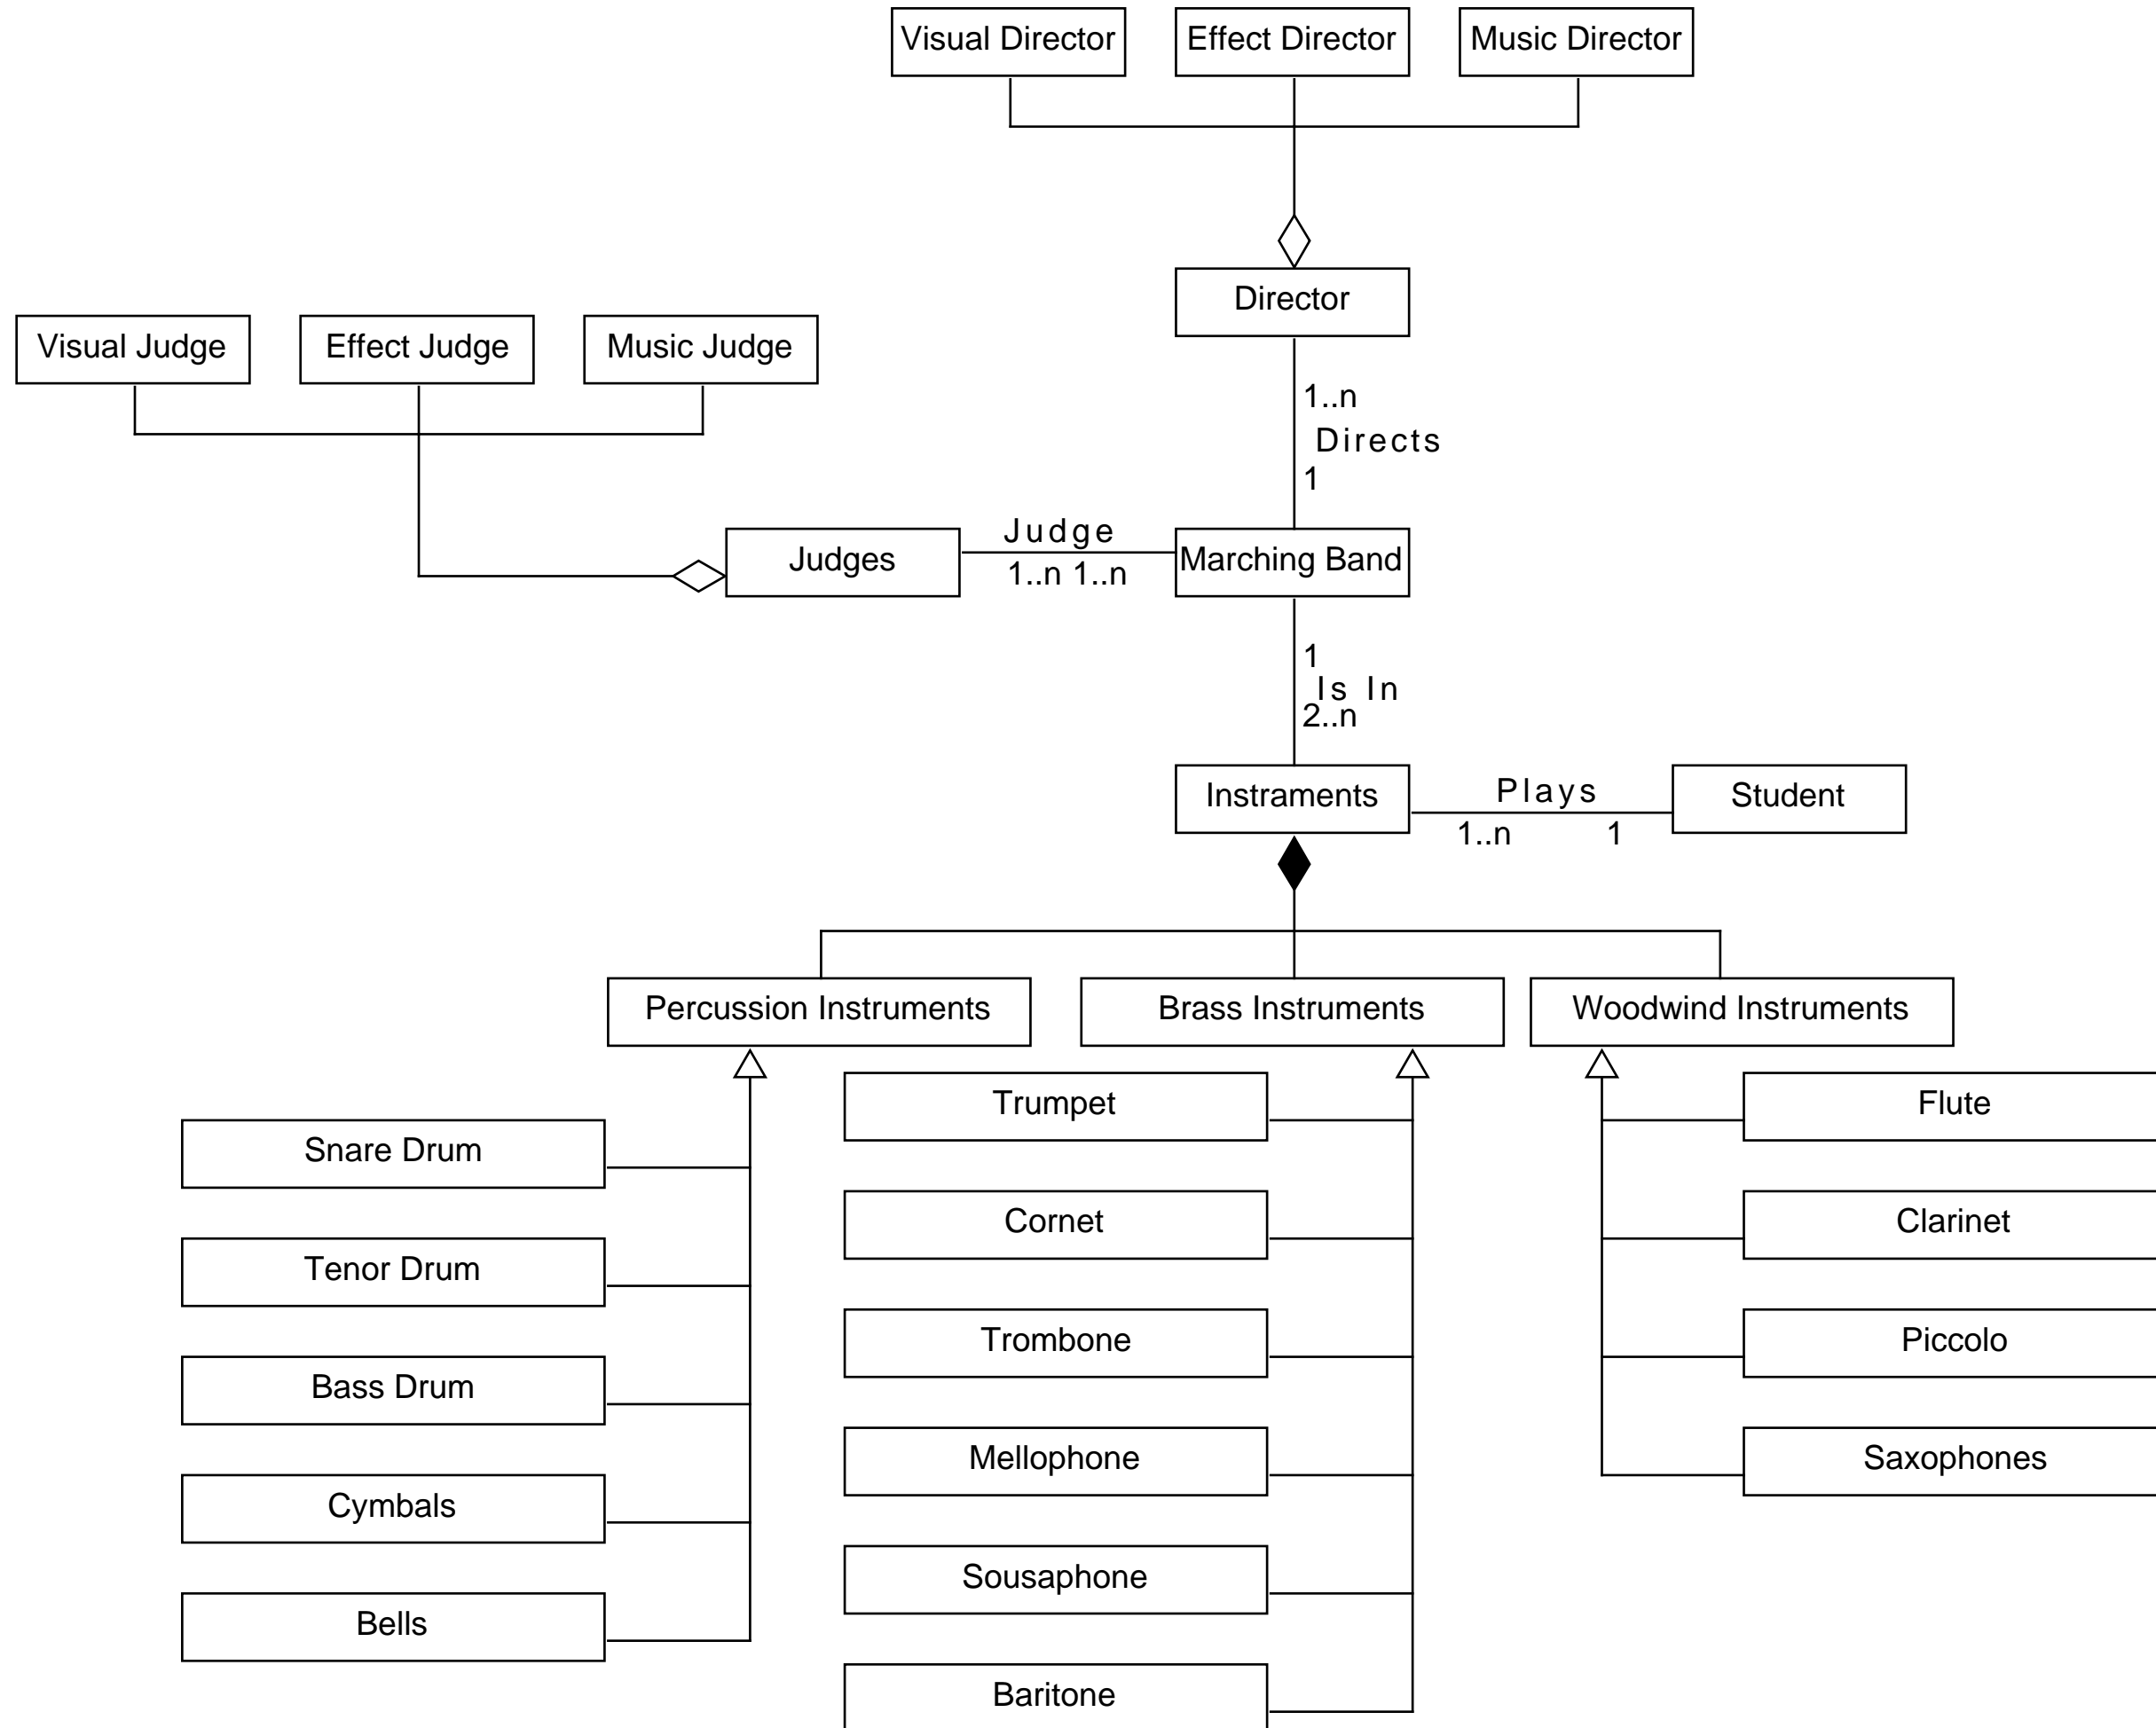 Visual Director Effect Director Music Director
Director
Visual Judge Effect Judge Music Judge
1..n
Directs
1
Judges
Judge
1..n 1..n
Marching Band
1
Is In
2..n
Instraments
Plays
1..n 1
Student
Percussion Instruments Brass Instruments Woodwind Instruments
Snare Drum
Tenor Drum
Bass Drum
Cymbals
Bells
Trumpet
Cornet
Trombone
Mellophone
Sousaphone
Baritone
Flute
Clarinet
Piccolo
Saxophones